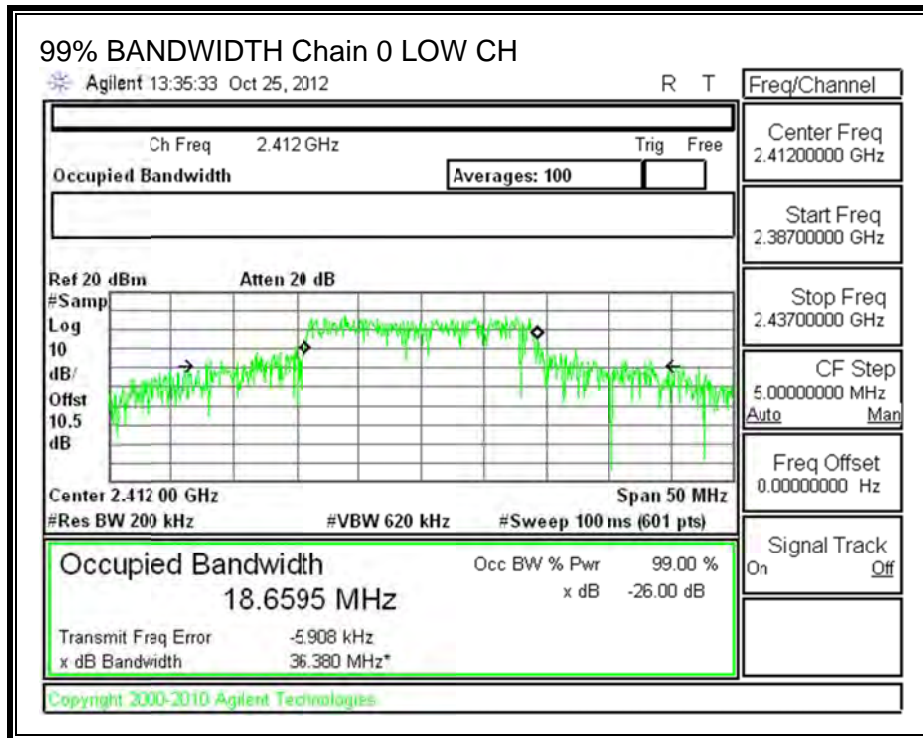 99% BANDWIDTH Chain 0 LOW CH
Agilent 13:35:33 Oct 25, 2012 R T
Freq/Channel
Ch Freq 2.412 GHz Trig Free
Occupied Bandwidth Averages: 100
Center Freq
2.41200000 GHz
Start Freq
2.38700000 GHz
Stop Freq
2.43700000 GHz
CF Step
5.00000000 MHz
Auto Man
Freq Offset
0.00000000 Hz
Signal Track
On Off
Ref 20 dBm Atten 20 dB
#Samp
Log
10
dB/
Offst
10.5
dB
Center 2.412 00 GHz Span 50 MHz
#Res BW 200 kHz #VBW 620 kHz #Sweep 100 ms (601 pts)
Occupied Bandwidth
18.6595 MHz
Occ BW % Pwr 99.00 %
x dB -26.00 dB
Transmit Freq Error -5.908 kHz
x dB Bandwidth 36.380 MHz*
Copyright 2000-2010 Agilent Technologies